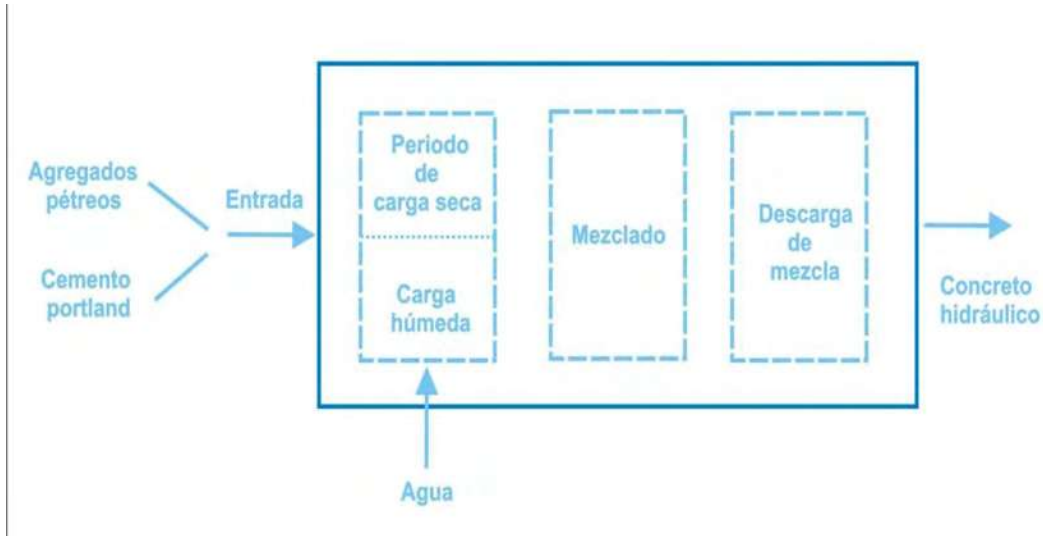 Agregados
pétreos
Cemento
portland
Entrada
Periodo
de
carga seca
Carga
húmeda
Agua
Mezclado
Descarga
de
mezcla
Concreto
hidráulico